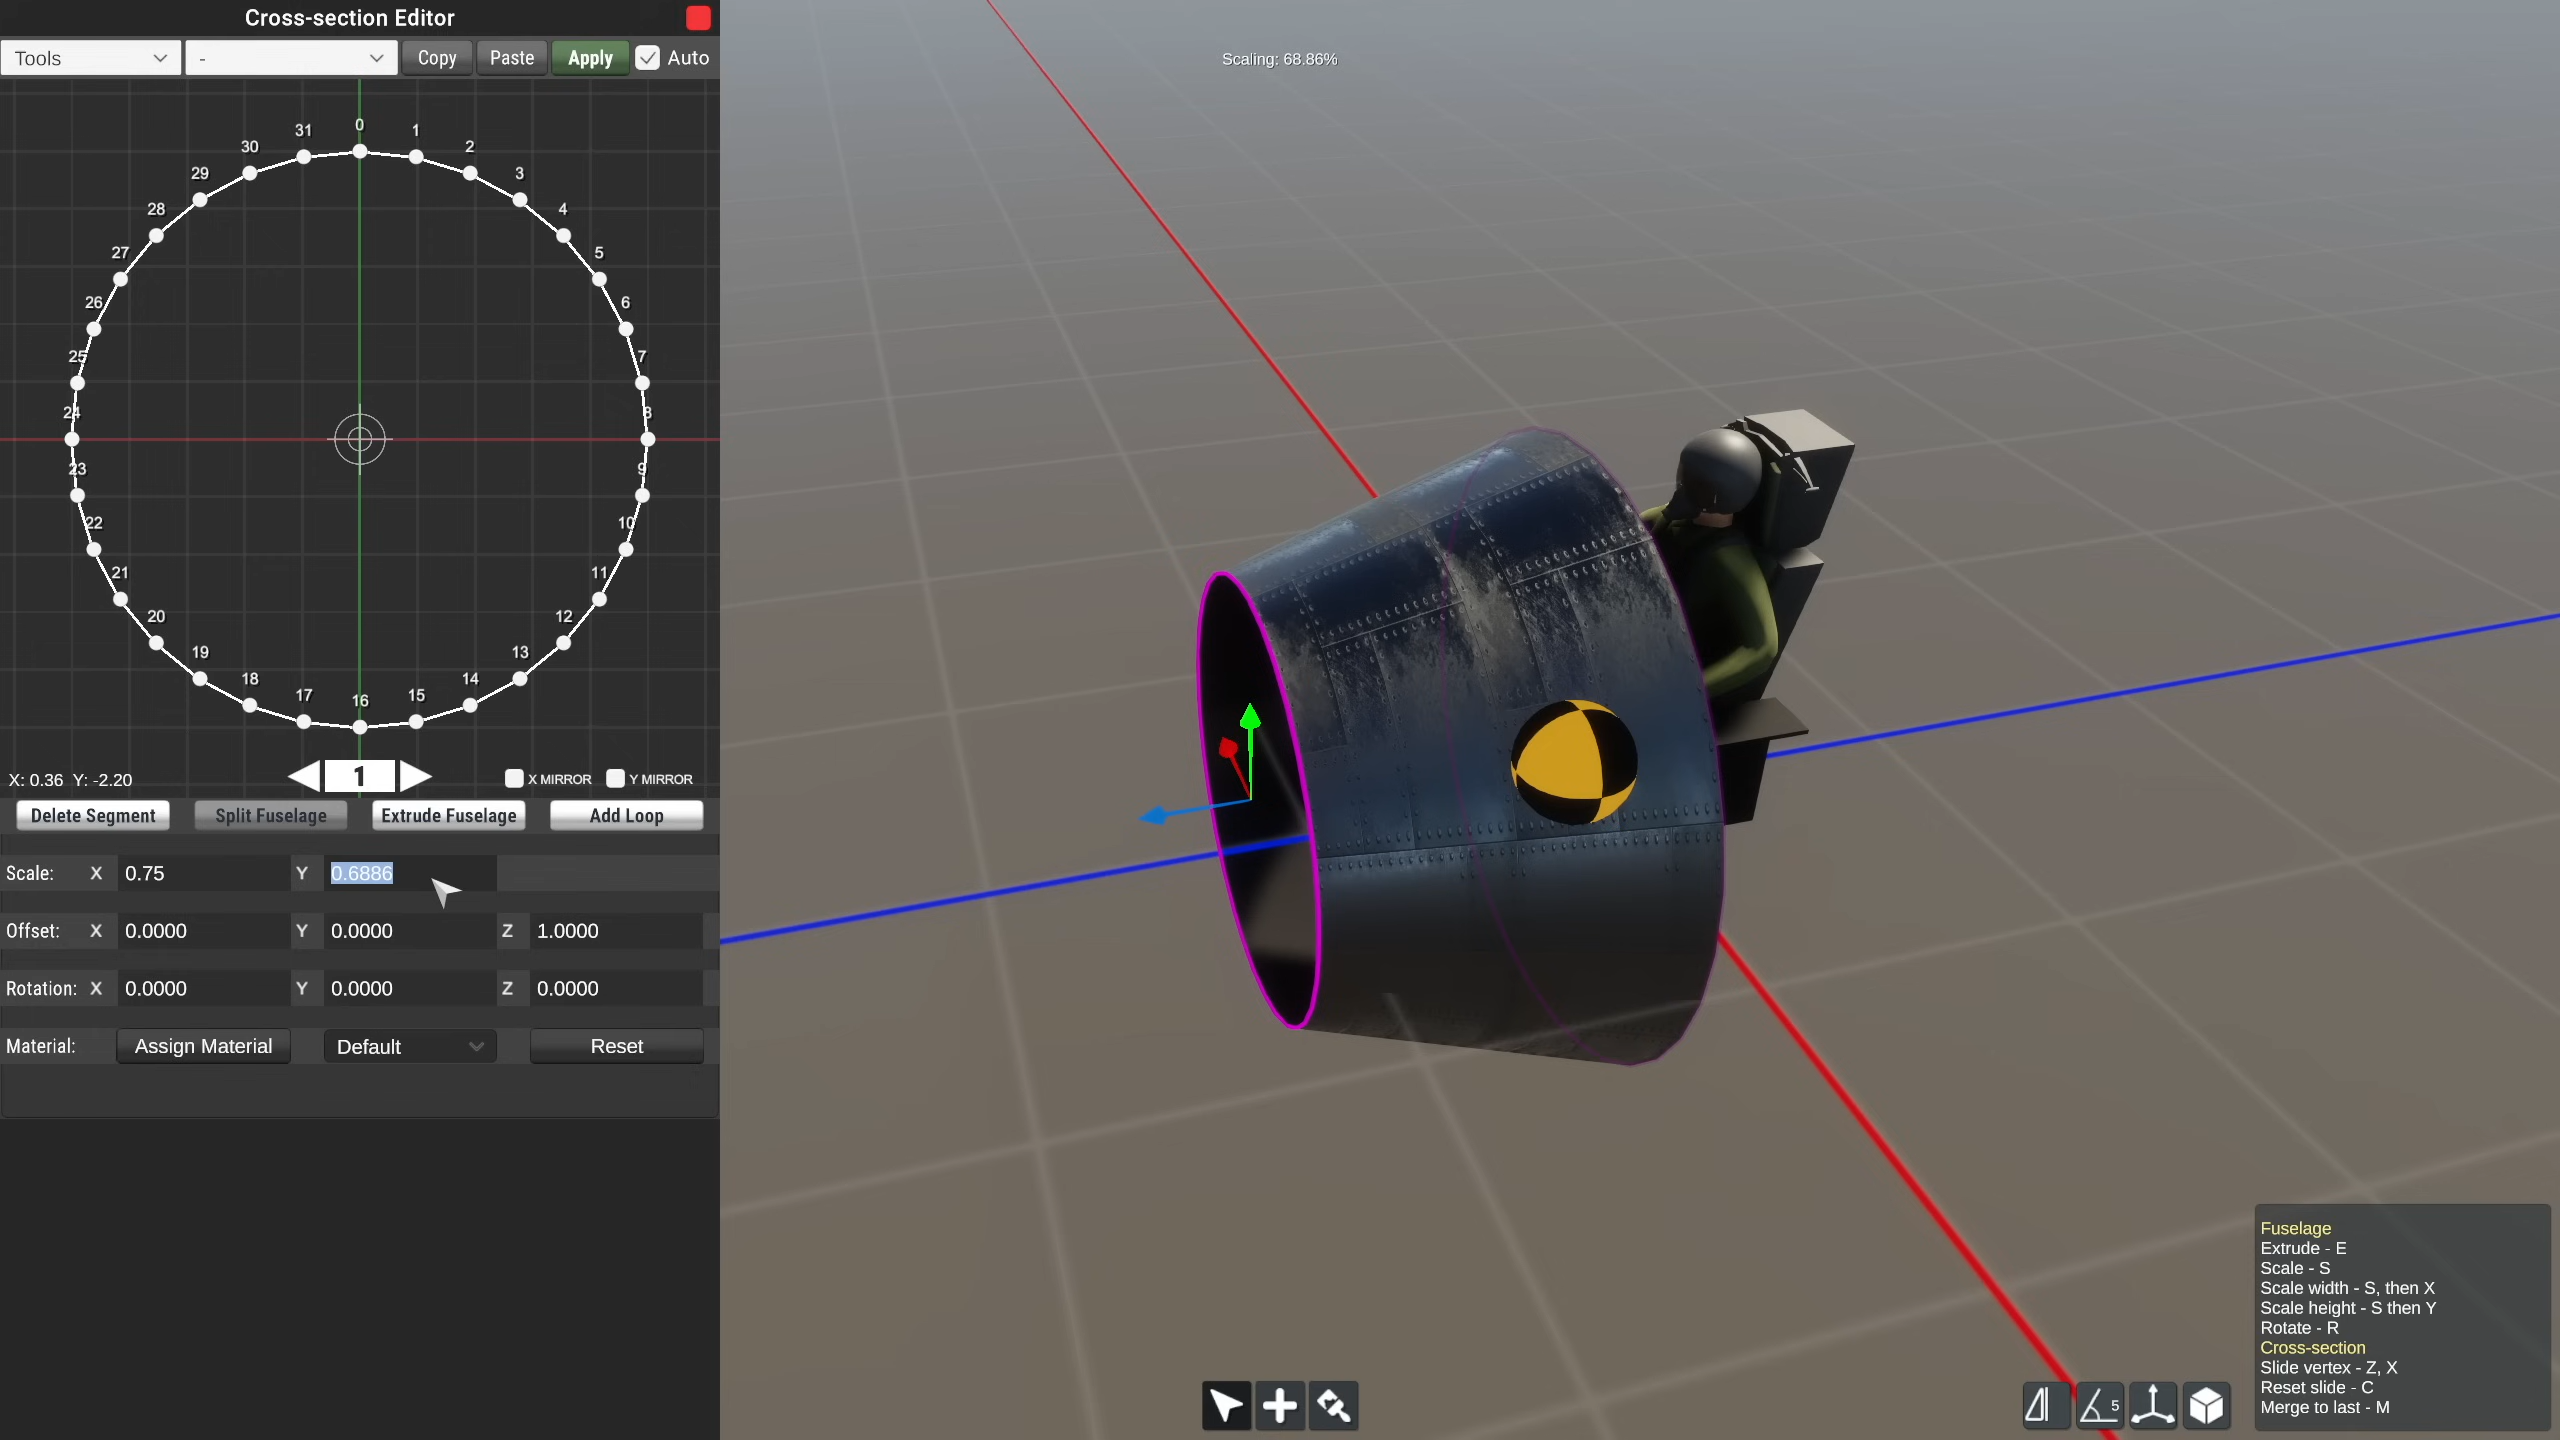 Cross-section Editor
Tools - Copy Paste Apply Auto
Scaling: 68.86%
0
31 1
30 2
29 3
28 4
27 5
26 6
25 7
24 8
23 9
22 10
21 11
20 12
19 13
18 14
17 16 15
X: 0.36 Y: -2.20 1 X MIRROR Y MIRROR
Delete Segment Split Fuselage Extrude Fuselage Add Loop
Scale: X 0.75 Y 0.6886
Offset: X 0.0000 Y 0.0000 Z 1.0000
Rotation: X 0.0000 Y 0.0000 Z 0.0000
Material: Assign Material Default Reset
Fuselage
Extrude - E
Scale - S
Scale width - S, then X
Scale height - S then Y
Rotate - R
Cross-section
Slide vertex - Z, X
Reset slide - C
Merge to last - M
5